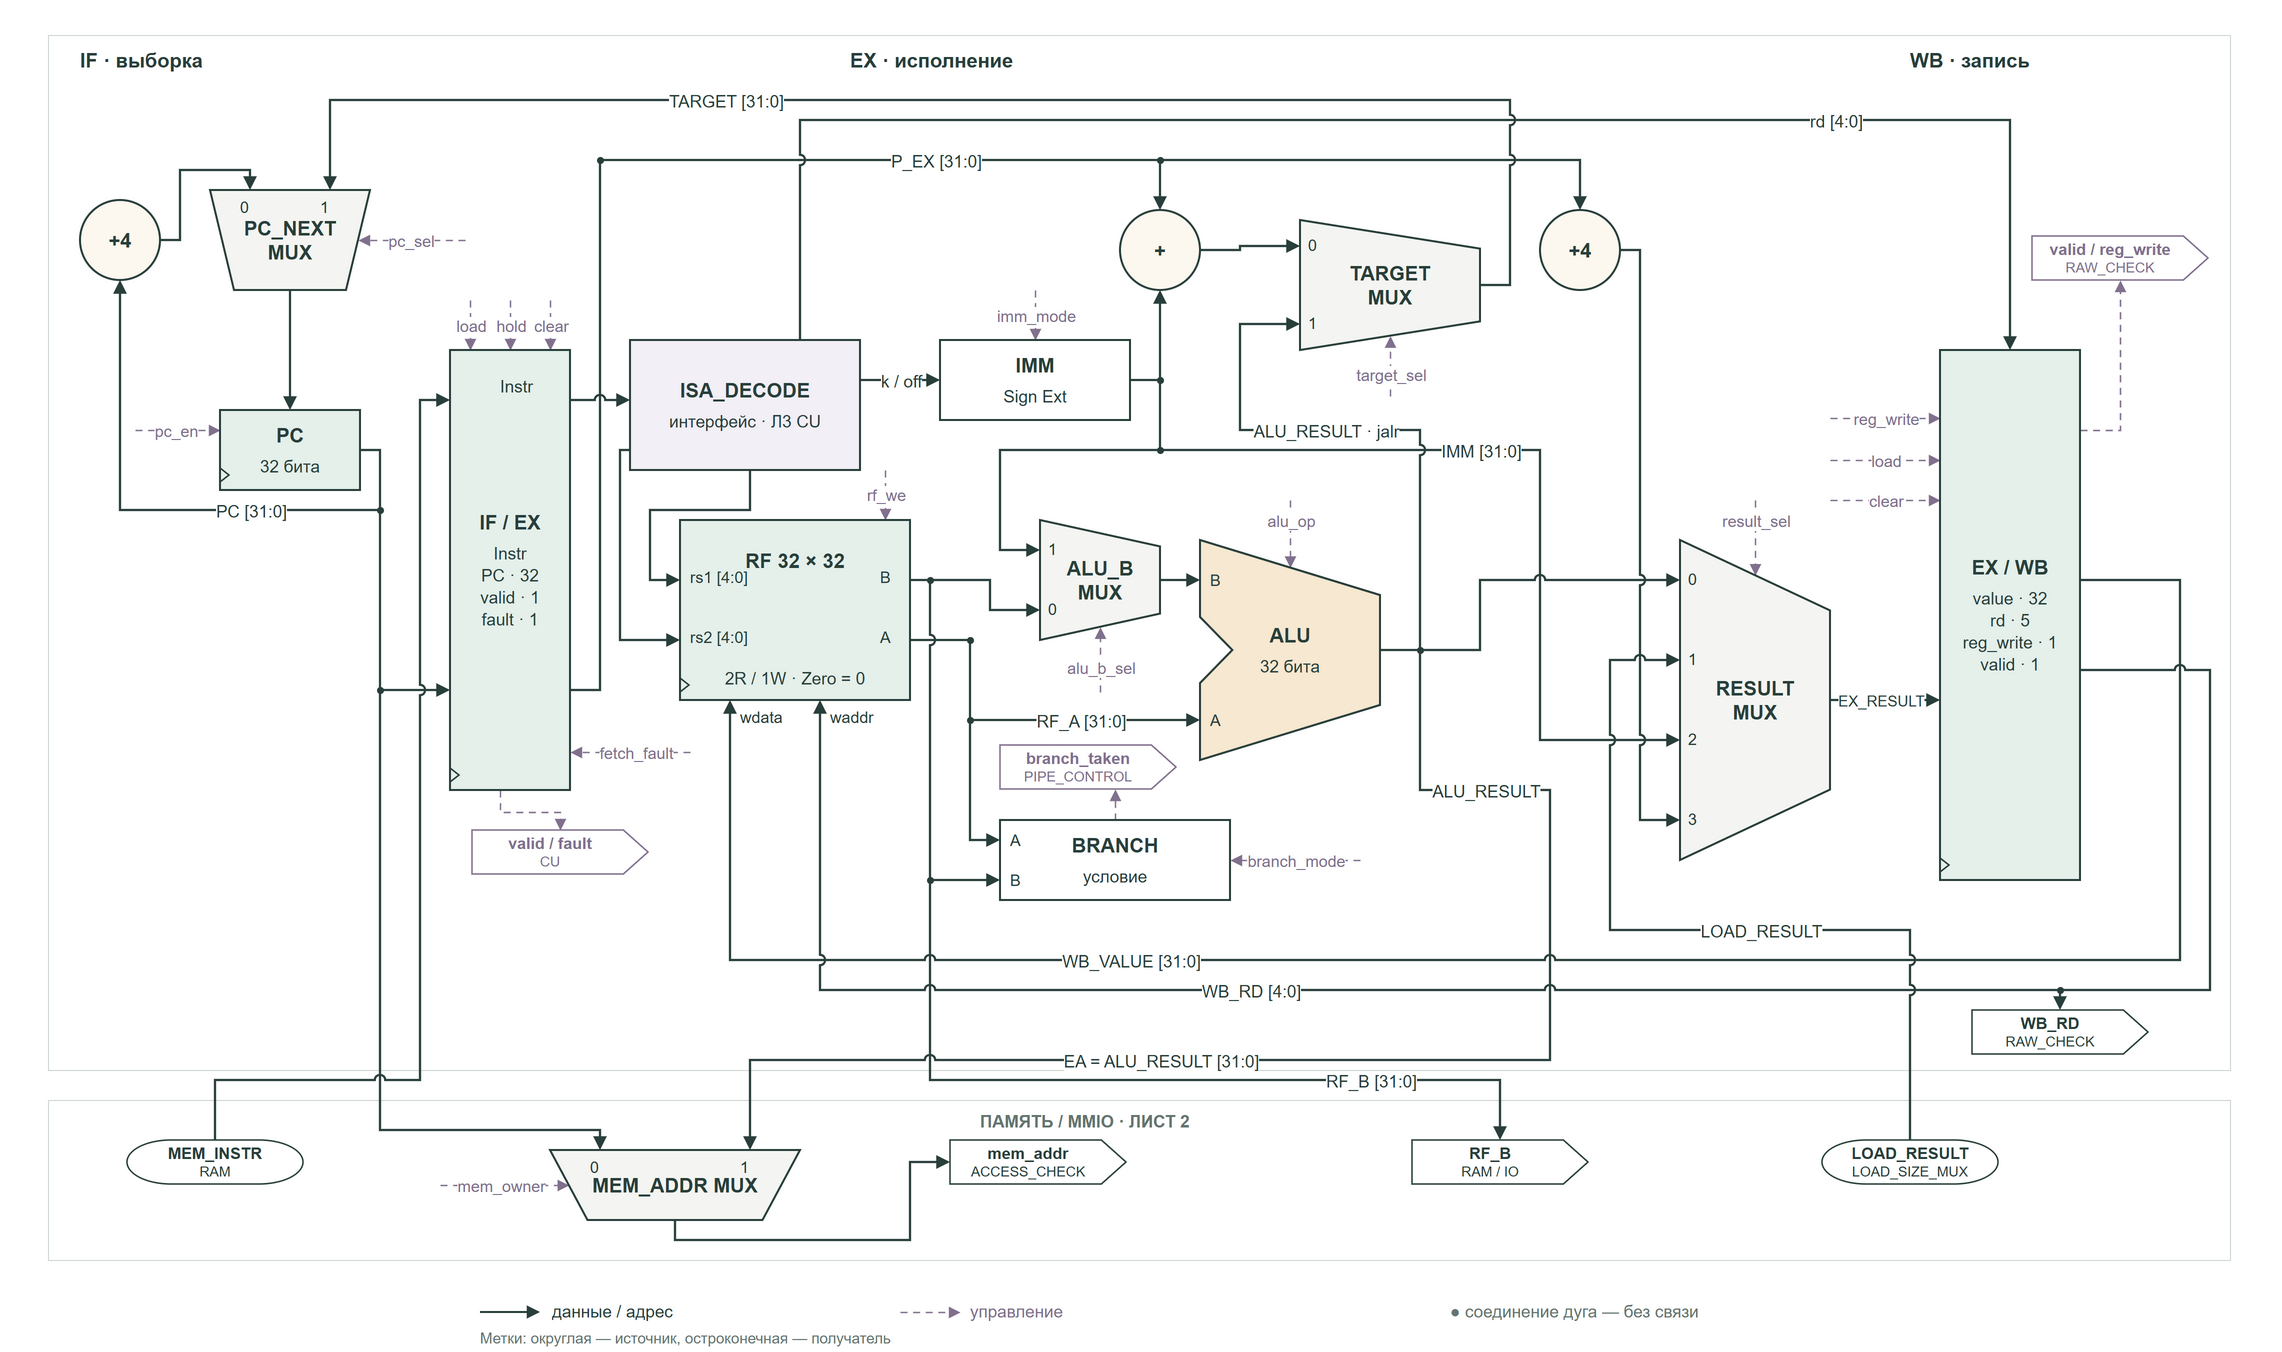 IF · выборка
EX · исполнение
WB · запись
TARGET [31:0]
rd [4:0]
P_EX [31:0]
+4
0
1
PC_NEXT
MUX
pc_sel
+
0
1
TARGET
MUX
target_sel
+4
valid / reg_write
RAW_CHECK
load
hold
clear
imm_mode
Instr
ISA_DECODE
интерфейс · Л3 CU
k / off
IMM
Sign Ext
pc_en
PC
32 бита
PC [31:0]
ALU_RESULT · jalr
IMM [31:0]
reg_write
load
clear
rf_we
IF / EX
Instr
PC · 32
valid · 1
fault · 1
RF 32 × 32
rs1 [4:0]
B
rs2 [4:0]
A
2R / 1W · Zero = 0
wdata
waddr
1
ALU_B
MUX
0
alu_b_sel
alu_op
B
ALU
32 бита
A
RF_A [31:0]
result_sel
0
1
RESULT
MUX
2
3
EX_RESULT
EX / WB
value · 32
rd · 5
reg_write · 1
valid · 1
fetch_fault
branch_taken
PIPE_CONTROL
ALU_RESULT
valid / fault
CU
A
BRANCH
B
условие
branch_mode
LOAD_RESULT
WB_VALUE [31:0]
WB_RD [4:0]
WB_RD
RAW_CHECK
EA = ALU_RESULT [31:0]
RF_B [31:0]
ПАМЯТЬ / MMIO · ЛИСТ 2
MEM_INSTR
RAM
0
1
MEM_ADDR MUX
mem_owner
mem_addr
ACCESS_CHECK
RF_B
RAM / IO
LOAD_RESULT
LOAD_SIZE_MUX
данные / адрес
управление
соединение дуга — без связи
Метки: округлая — источник, остроконечная — получатель